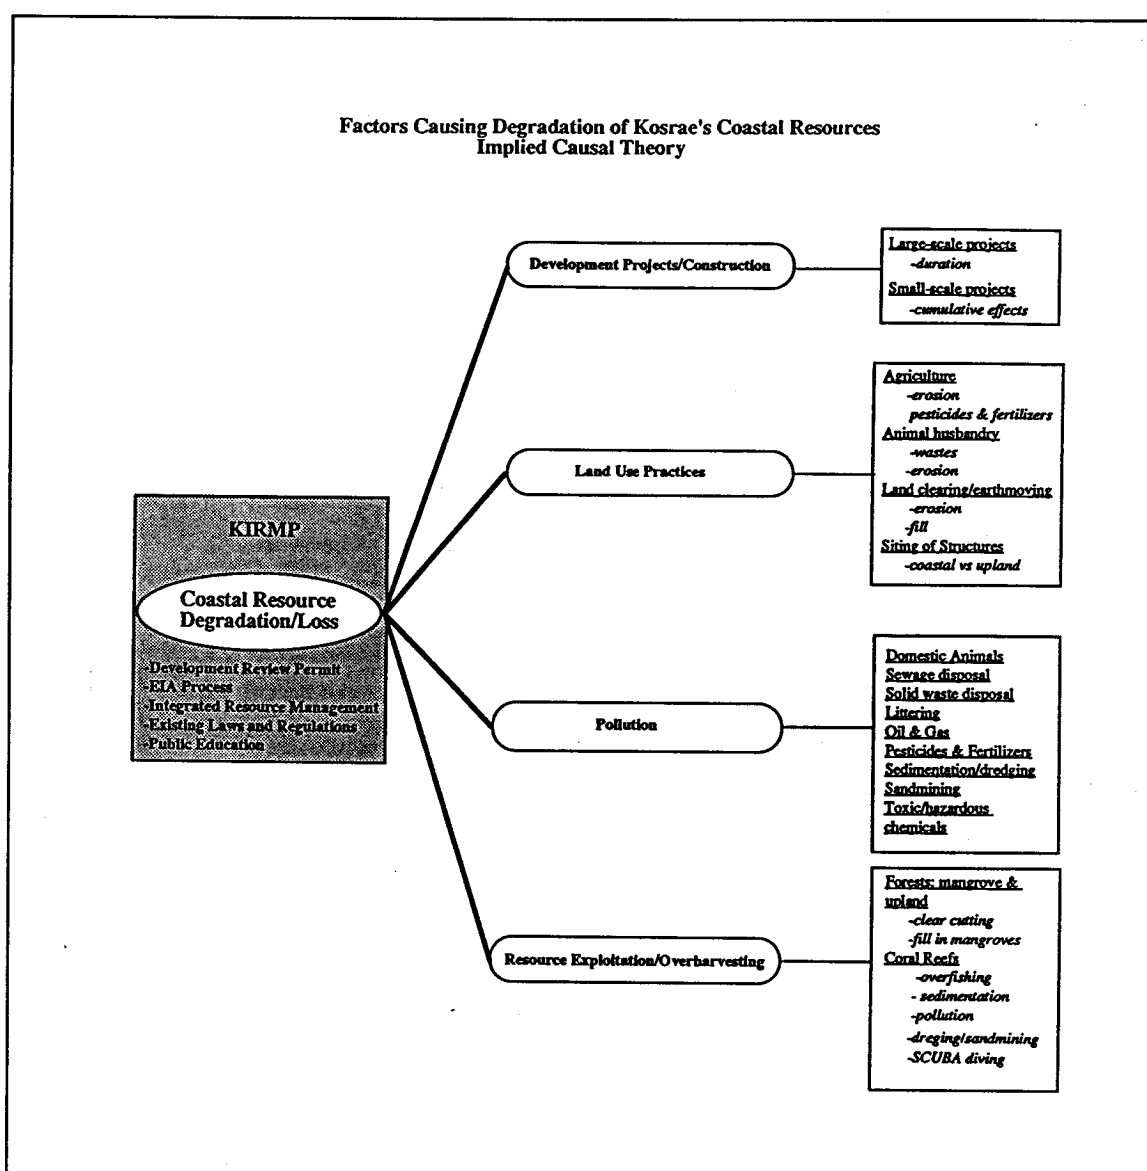 Factors Causing Degradation of Kosrae's Coastal Resources
Implied Causal Theory
Development Projects/Construction
Large-scale projects
-duration
Small-scale projects
-cumulative effects
Land Use Practices
Agriculture
-erosion
pesticides & fertilizers
Animal husbandry
-wastes
-erosion
Land clearing/earthmoving
-erosion
-fill
Siting of Structures
-coastal vs upland
KIRMP
Coastal Resource
Degradation/Loss
-Development Review Permit
-EIA Process
-Integrated Resource Management
-Existing Laws and Regulations
-Public Education
Pollution
Domestic Animals
Sewage disposal
Solid waste disposal
Littering
Oil & Gas
Pesticides & Fertilizers
Sedimentation/dredging
Sandmining
Toxic/hazardous
chemicals
Resource Exploitation/Overharvesting
Forests: mangrove &
upland
-clear cutting
-fill in mangroves
Coral Reefs
-overfishing
- sedimentation
-pollution
-dreging/sandmining
-SCUBA diving